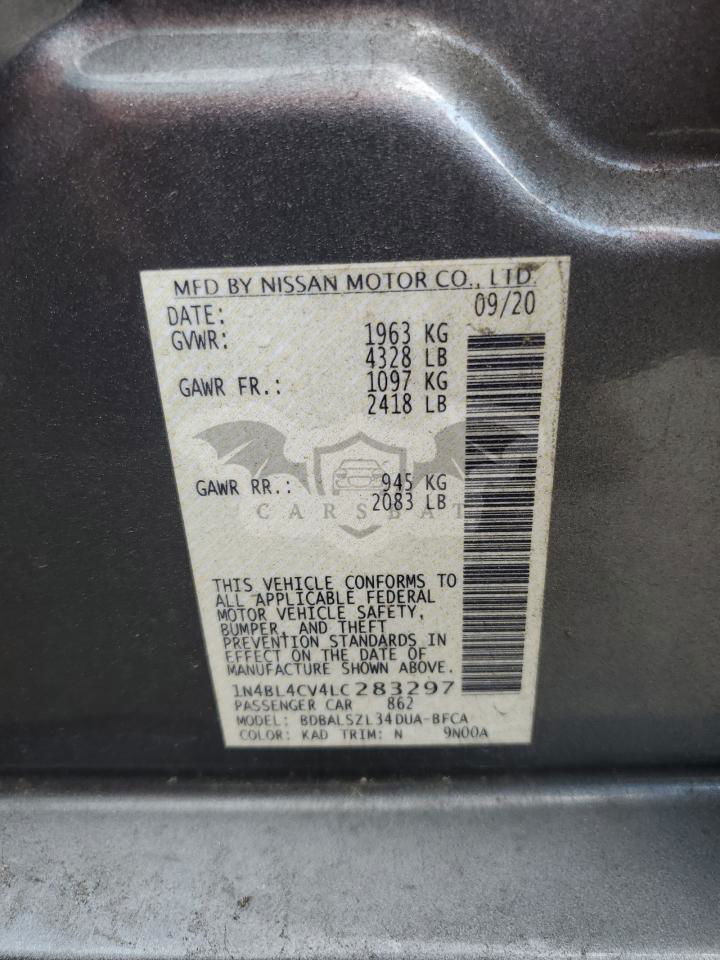 MFD BY NISSAN MOTOR CO., LTD.
DATE: 09/20
GVWR: 1963 KG
4328 LB
GAWR FR.: 1097 KG
2418 LB
GAWR RR.: 945 KG
2083 LB
CARSBAT
THIS VEHICLE CONFORMS TO
ALL APPLICABLE FEDERAL
MOTOR VEHICLE SAFETY,
BUMPER, AND THEFT
PREVENTION STANDARDS IN
EFFECT ON THE DATE OF
MANUFACTURE SHOWN ABOVE.
1N4BL4CV4LC283297
PASSENGER CAR 862
MODEL: BDBALSZL34DUA-BFCA
COLOR: KAD TRIM: N 9N00A